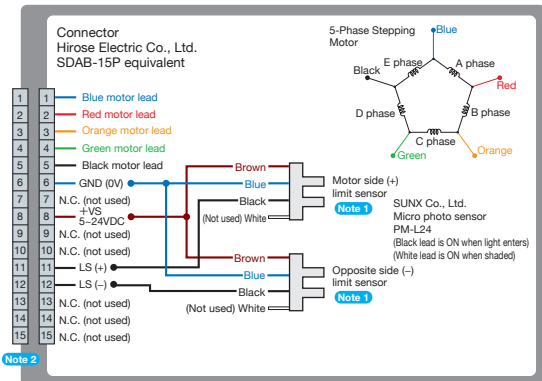 Connector
Hirose Electric Co., Ltd.
SDAB-15P equivalent
5-Phase Stepping
Motor
Blue
E phase
A phase
Black
Red
D phase
B phase
C phase
Green
Orange
1 1 Blue motor lead
2 2 Red motor lead
3 3 Orange motor lead
4 4 Green motor lead
5 5 Black motor lead
6 6 GND (0V)
7 7 N.C. (not used)
8 8 +VS
5~24VDC
9 9 N.C. (not used)
10 10 N.C. (not used)
11 11 LS (+)
12 12 LS (−)
13 13 N.C. (not used)
14 14 N.C. (not used)
15 15 N.C. (not used)
Brown
Blue
Black
(Not used) White
Motor side (+)
limit sensor
Note 1
SUNX Co., Ltd.
Micro photo sensor
PM-L24
(Black lead is ON when light enters)
(White lead is ON when shaded)
Brown
Blue
Black
(Not used) White
Opposite side (−)
limit sensor
Note 1
Note 2